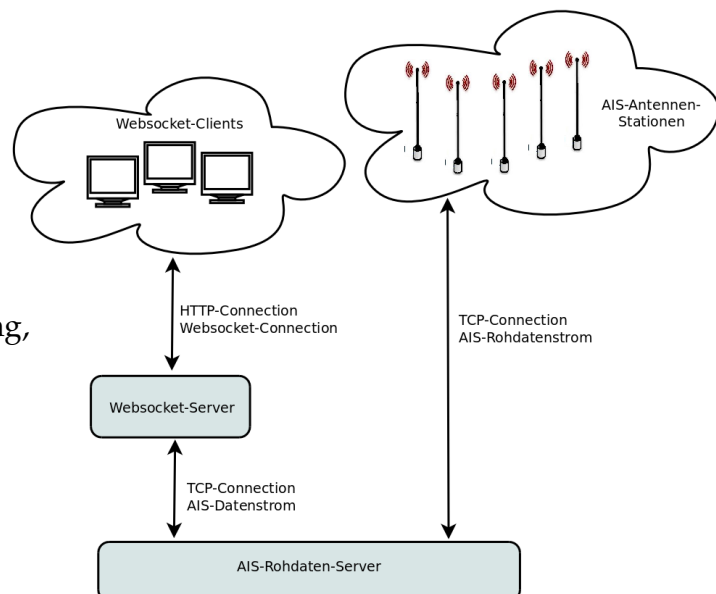 Websocket-Clients
AIS-Antennen-
Stationen
HTTP-Connection
Websocket-Connection
TCP-Connection
AIS-Rohdatenstrom
Websocket-Server
TCP-Connection
AIS-Datenstrom
AIS-Rohdaten-Server